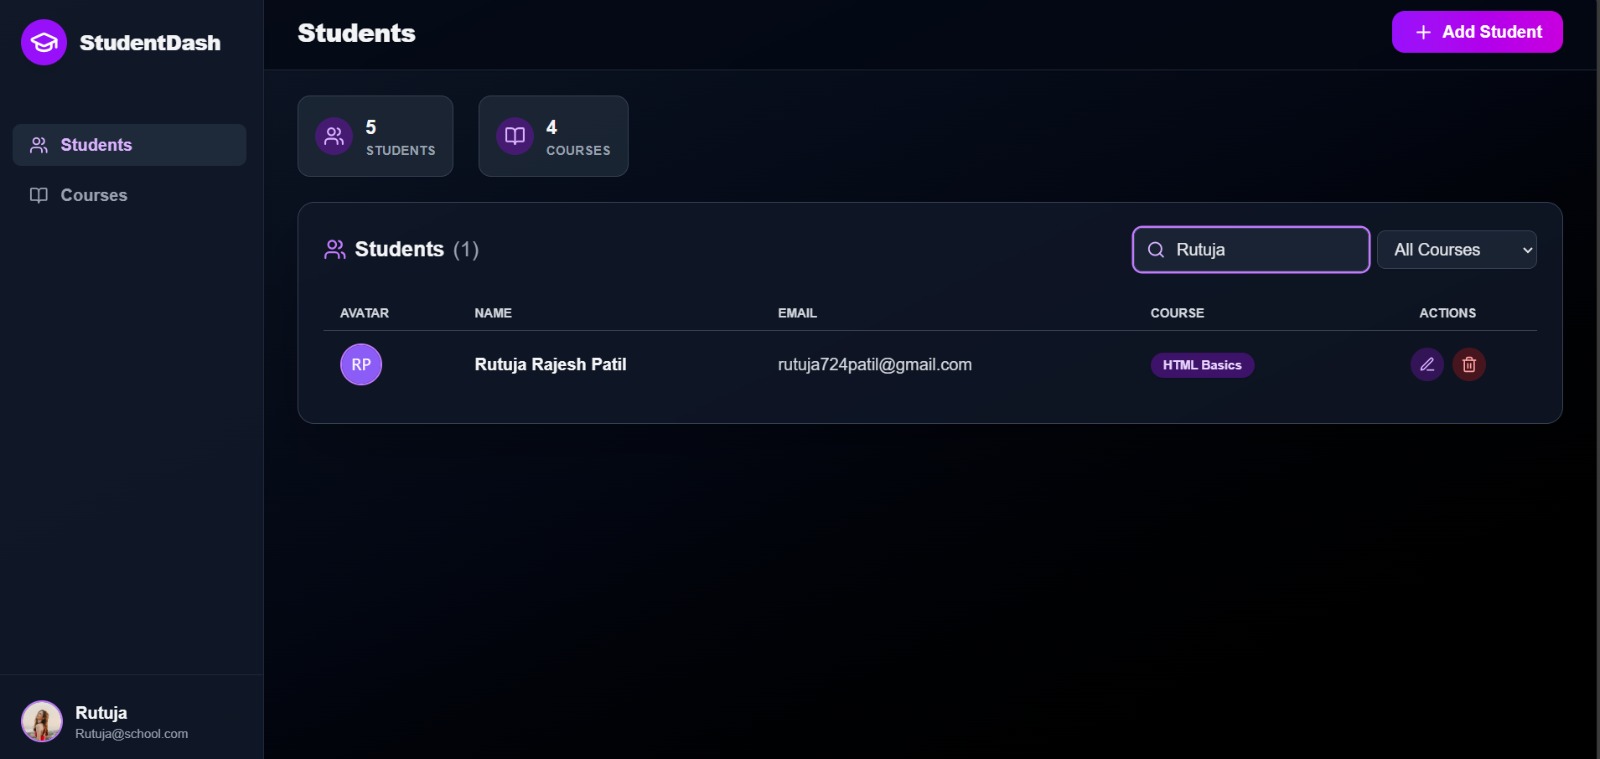 StudentDash
Students
Courses
Rutuja
Rutuja@school.com
Students
+ Add Student
5
STUDENTS
4
COURSES
Students (1)
Rutuja
All Courses
AVATAR NAME EMAIL COURSE ACTIONS
RP Rutuja Rajesh Patil rutuja724patil@gmail.com HTML Basics